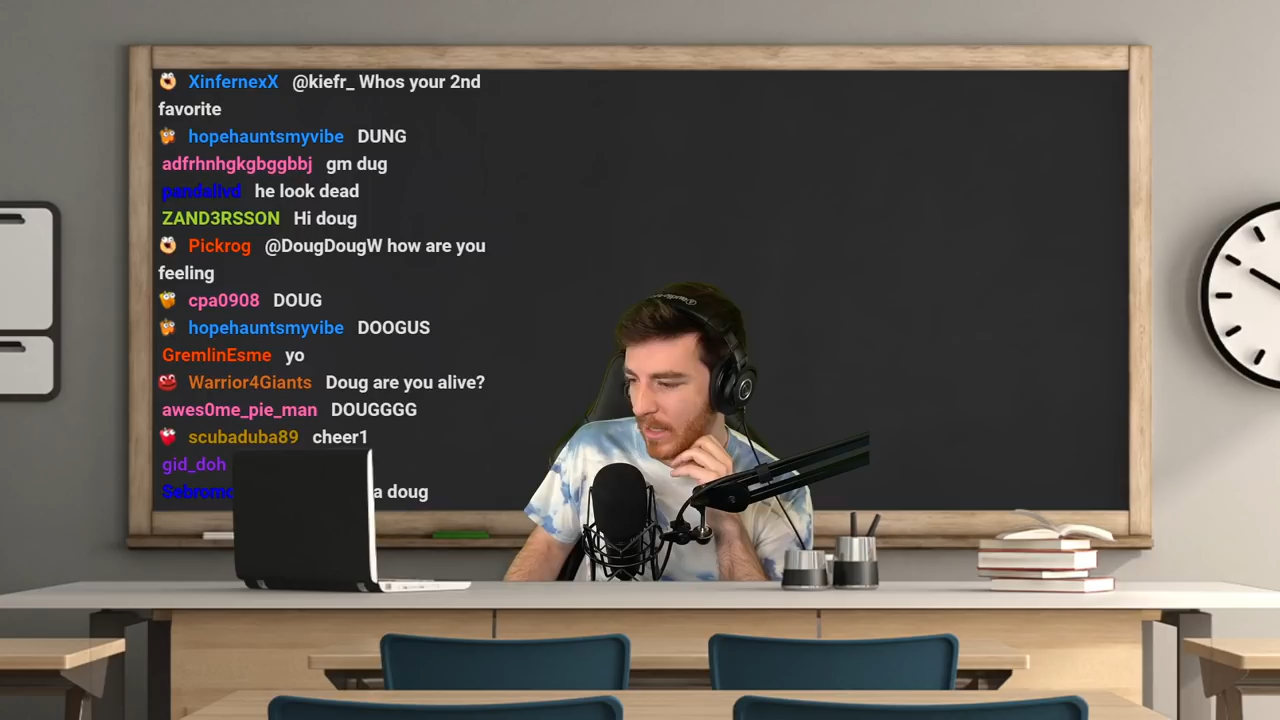 XinfernexX @kiefr_ Whos your 2nd
favorite
hopehauntsmyvibe DUNG
adfrhnhgkgbggbbj gm dug
pandallvd he look dead
ZAND3RSSON Hi doug
Pickrog @DougDougW how are you
feeling
cpa0908 DOUG
hopehauntsmyvibe DOOGUS
GremlinEsme yo
Warrior4Giants Doug are you alive?
awes0me_pie_man DOUGGGG
scubaduba89 cheer1
gid_doh
a doug